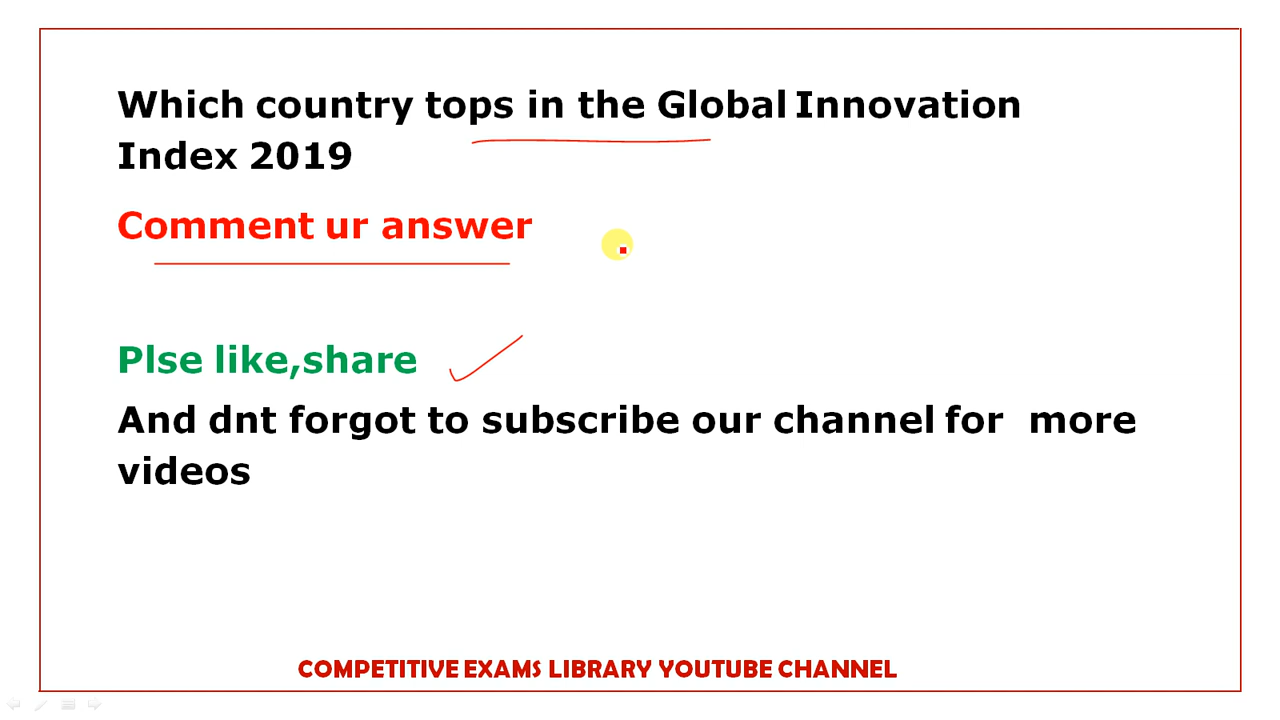 Which country tops in the Global Innovation
Index 2019
Comment ur answer
Plse like,share
And dnt forgot to subscribe our channel for more
videos
COMPETITIVE EXAMS LIBRARY YOUTUBE CHANNEL